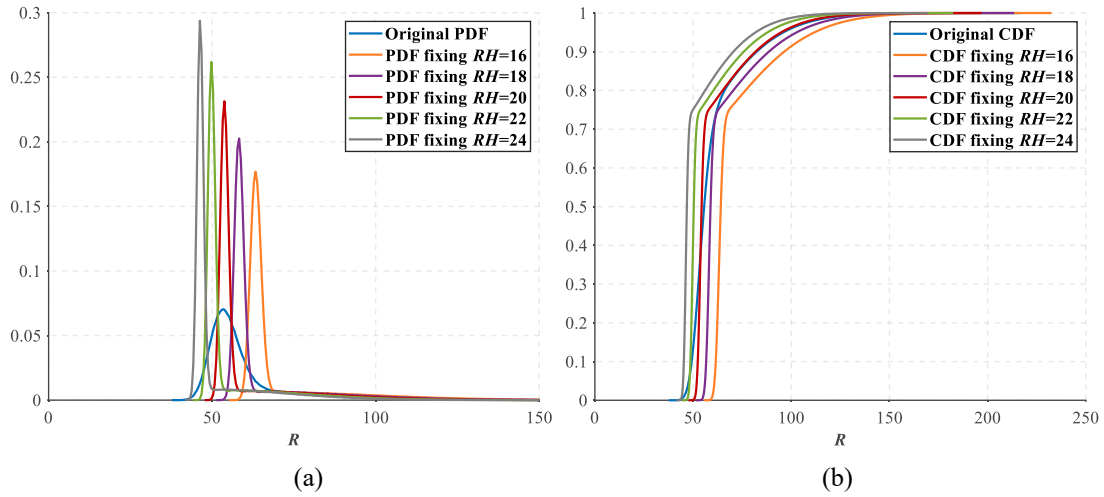 0.3
0.25
0.2
0.15
0.1
0.05
0
0
50
100
150
R
Original PDF
PDF fixing RH=16
PDF fixing RH=18
PDF fixing RH=20
PDF fixing RH=22
PDF fixing RH=24
(a)
1
0.9
0.8
0.7
0.6
0.5
0.4
0.3
0.2
0.1
0
0
50
100
150
200
250
R
Original CDF
CDF fixing RH=16
CDF fixing RH=18
CDF fixing RH=20
CDF fixing RH=22
CDF fixing RH=24
(b)